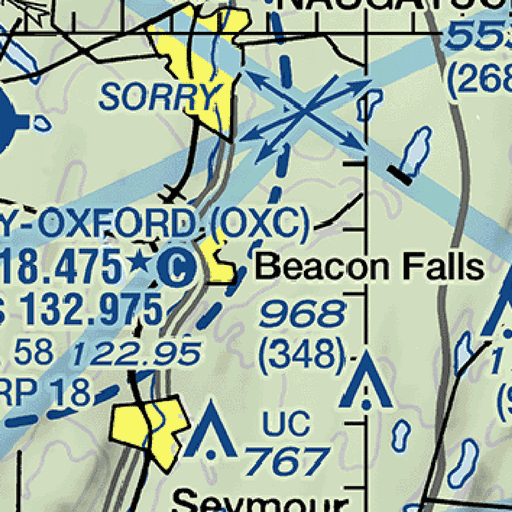 NAUGATUCK
553
(268
SORRY
Y-OXFORD (OXC)
18.475★ C
S 132.975
Beacon Falls
58 122.95
968
(348)
RP 18
UC
767
Seymour